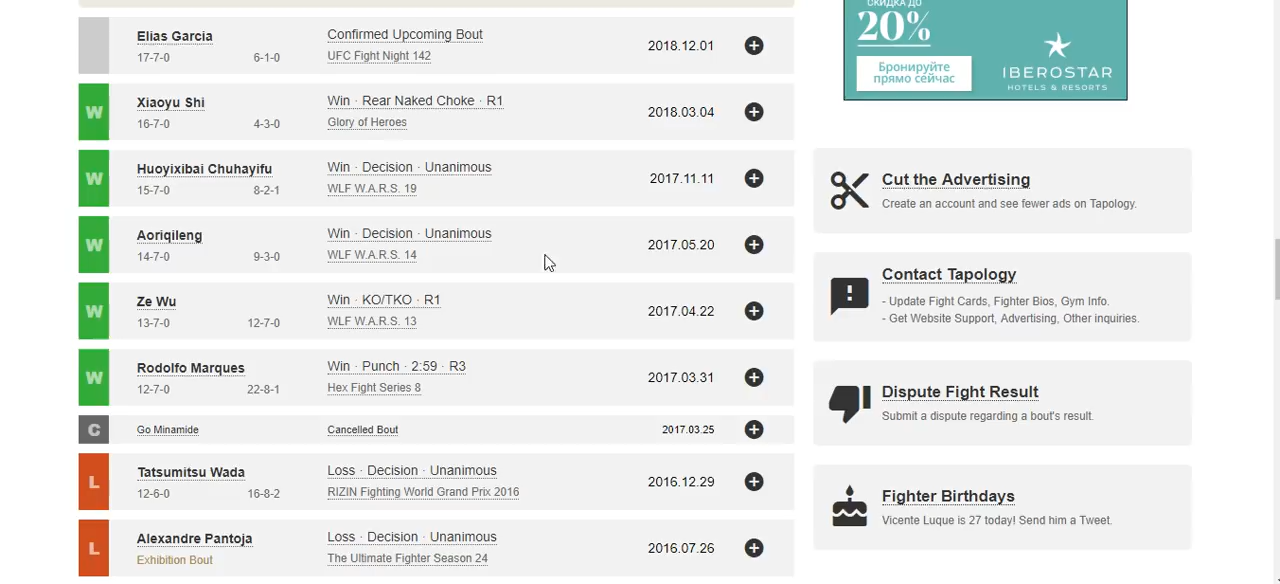 Elias Garcia
17-7-0 6-1-0
Confirmed Upcoming Bout
UFC Fight Night 142
2018.12.01
W
Xiaoyu Shi
16-7-0 4-3-0
Win · Rear Naked Choke · R1
Glory of Heroes
2018.03.04
W
Huoyixibai Chuhayifu
15-7-0 8-2-1
Win · Decision · Unanimous
WLF W.A.R.S. 19
2017.11.11
W
Aoriqileng
14-7-0 9-3-0
Win · Decision · Unanimous
WLF W.A.R.S. 14
2017.05.20
W
Ze Wu
13-7-0 12-7-0
Win · KO/TKO · R1
WLF W.A.R.S. 13
2017.04.22
W
Rodolfo Marques
12-7-0 22-8-1
Win · Punch · 2:59 · R3
Hex Fight Series 8
2017.03.31
C
Go Minamide
Cancelled Bout
2017.03.25
L
Tatsumitsu Wada
12-6-0 16-8-2
Loss · Decision · Unanimous
RIZIN Fighting World Grand Prix 2016
2016.12.29
L
Alexandre Pantoja
Exhibition Bout
Loss · Decision · Unanimous
The Ultimate Fighter Season 24
2016.07.26
СКИДКА ДО
20%
Бронируйте
прямо сейчас
IBEROSTAR
HOTELS & RESORTS
Cut the Advertising
Create an account and see fewer ads on Tapology.
Contact Tapology
- Update Fight Cards, Fighter Bios, Gym Info.
- Get Website Support, Advertising, Other inquiries.
Dispute Fight Result
Submit a dispute regarding a bout's result.
Fighter Birthdays
Vicente Luque is 27 today! Send him a Tweet.